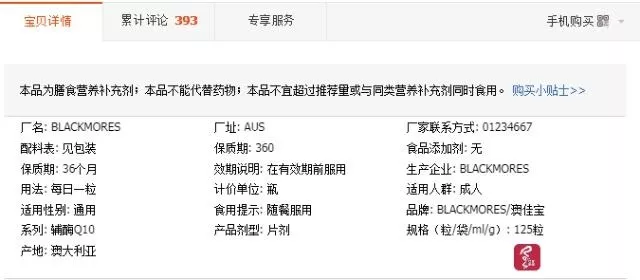 宝贝详情 累计评论 393 专享服务 手机购买
本品为膳食营养补充剂；本品不能代替药物；本品不宜超过推荐量或与同类营养补充剂同时食用。 购买小贴士>>
厂名: BLACKMORES 厂址: AUS 厂家联系方式: 01234667
配料表: 见包装 保质期: 360 食品添加剂: 无
保质期: 36个月 效期说明: 在有效期前服用 生产企业: BLACKMORES
用法: 每日一粒 计价单位: 瓶 适用人群: 成人
适用性别: 通用 食用提示: 随餐服用 品牌: BLACKMORES/澳佳宝
系列: 辅酶Q10 产品剂型: 片剂 规格（粒/袋/ml/g）: 125粒
产地: 澳大利亚